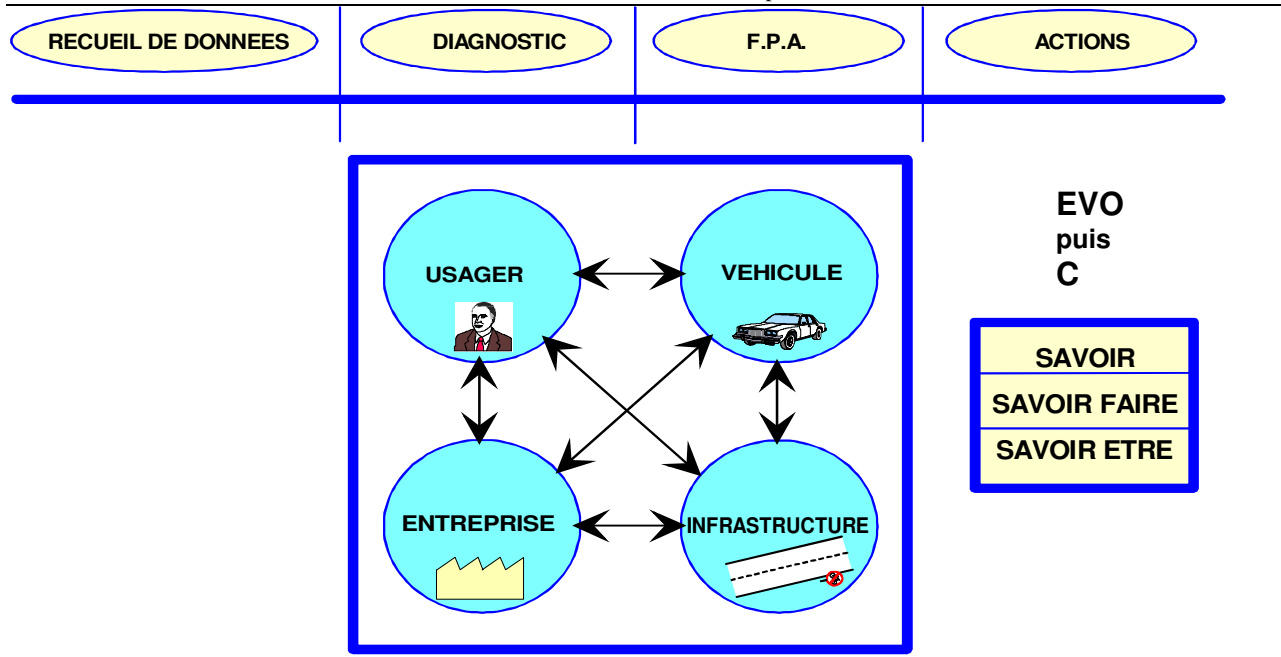 RECUEIL DE DONNEES
DIAGNOSTIC
F.P.A.
ACTIONS
USAGER
VEHICULE
ENTREPRISE
INFRASTRUCTURE
EVO
puis
C
SAVOIR
SAVOIR FAIRE
SAVOIR ETRE